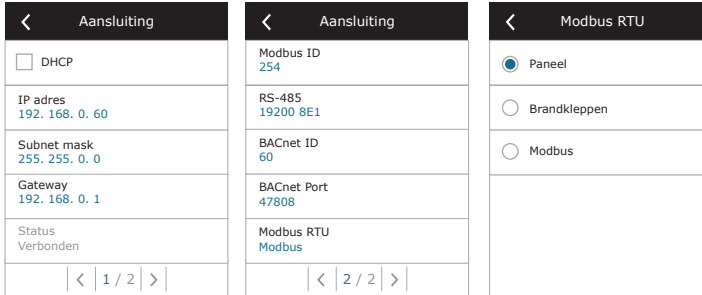 Aansluiting
DHCP
IP adres
192. 168. 0. 60
Subnet mask
255. 255. 0. 0
Gateway
192. 168. 0. 1
Status
Verbonden
1 / 2
Aansluiting
Modbus ID
254
RS-485
19200 8E1
BACnet ID
60
BACnet Port
47808
Modbus RTU
Modbus
2 / 2
Modbus RTU
Paneel
Brandkleppen
Modbus